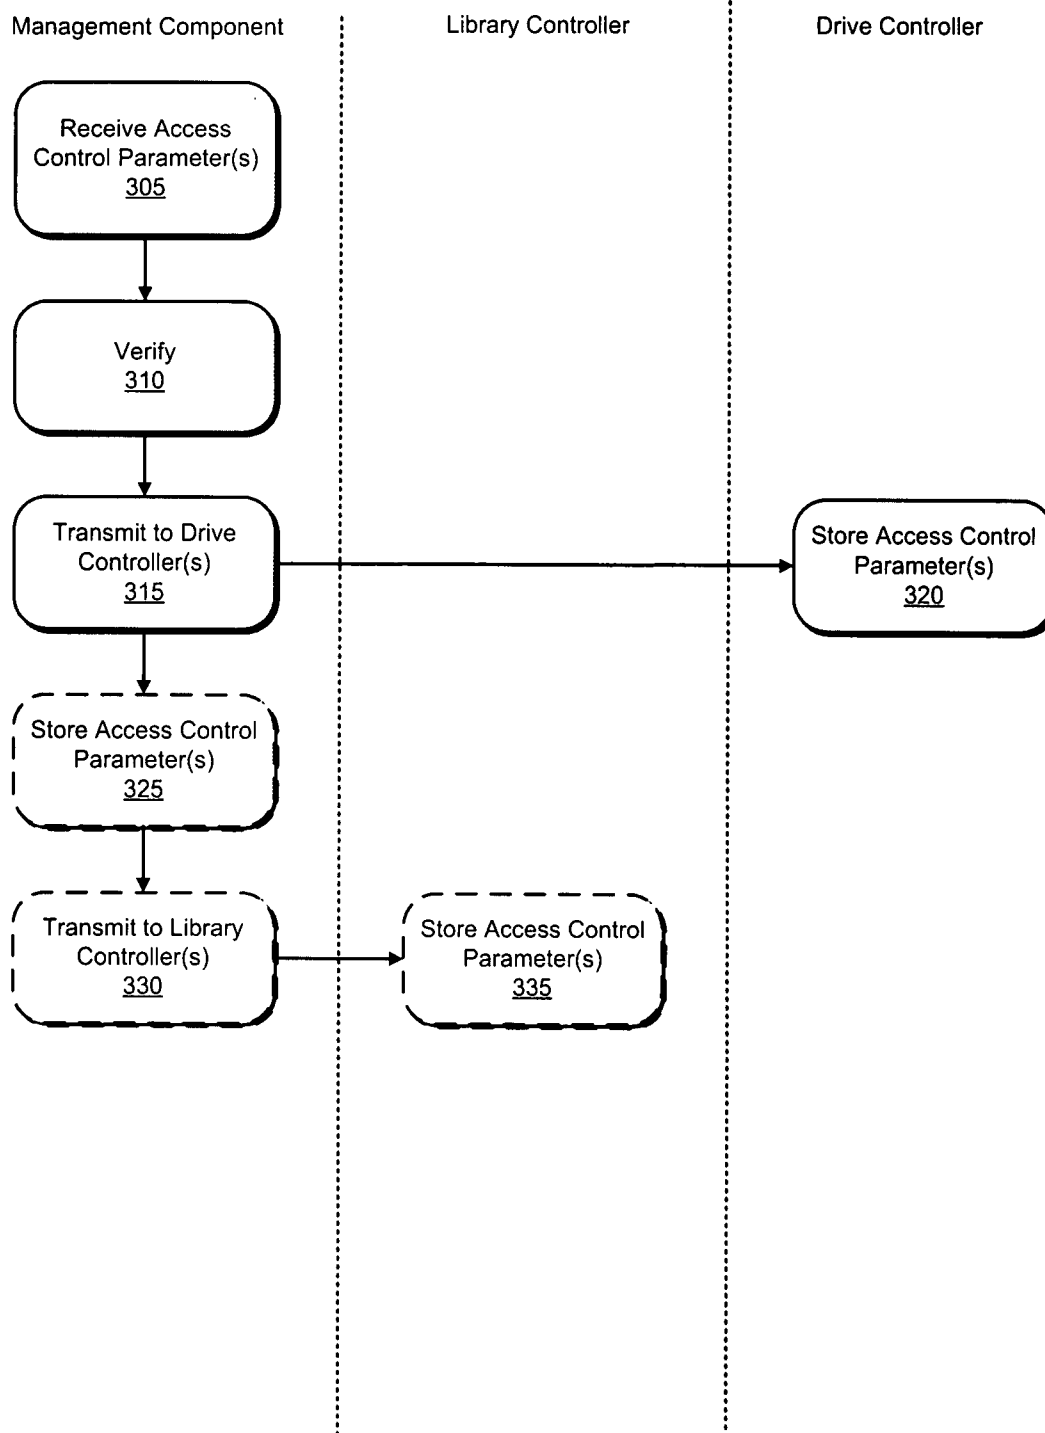 Management Component
Library Controller
Drive Controller
Receive Access
Control Parameter(s)
305
Verify
310
Transmit to Drive
Controller(s)
315
Store Access Control
Parameter(s)
320
Store Access Control
Parameter(s)
325
Transmit to Library
Controller(s)
330
Store Access Control
Parameter(s)
335